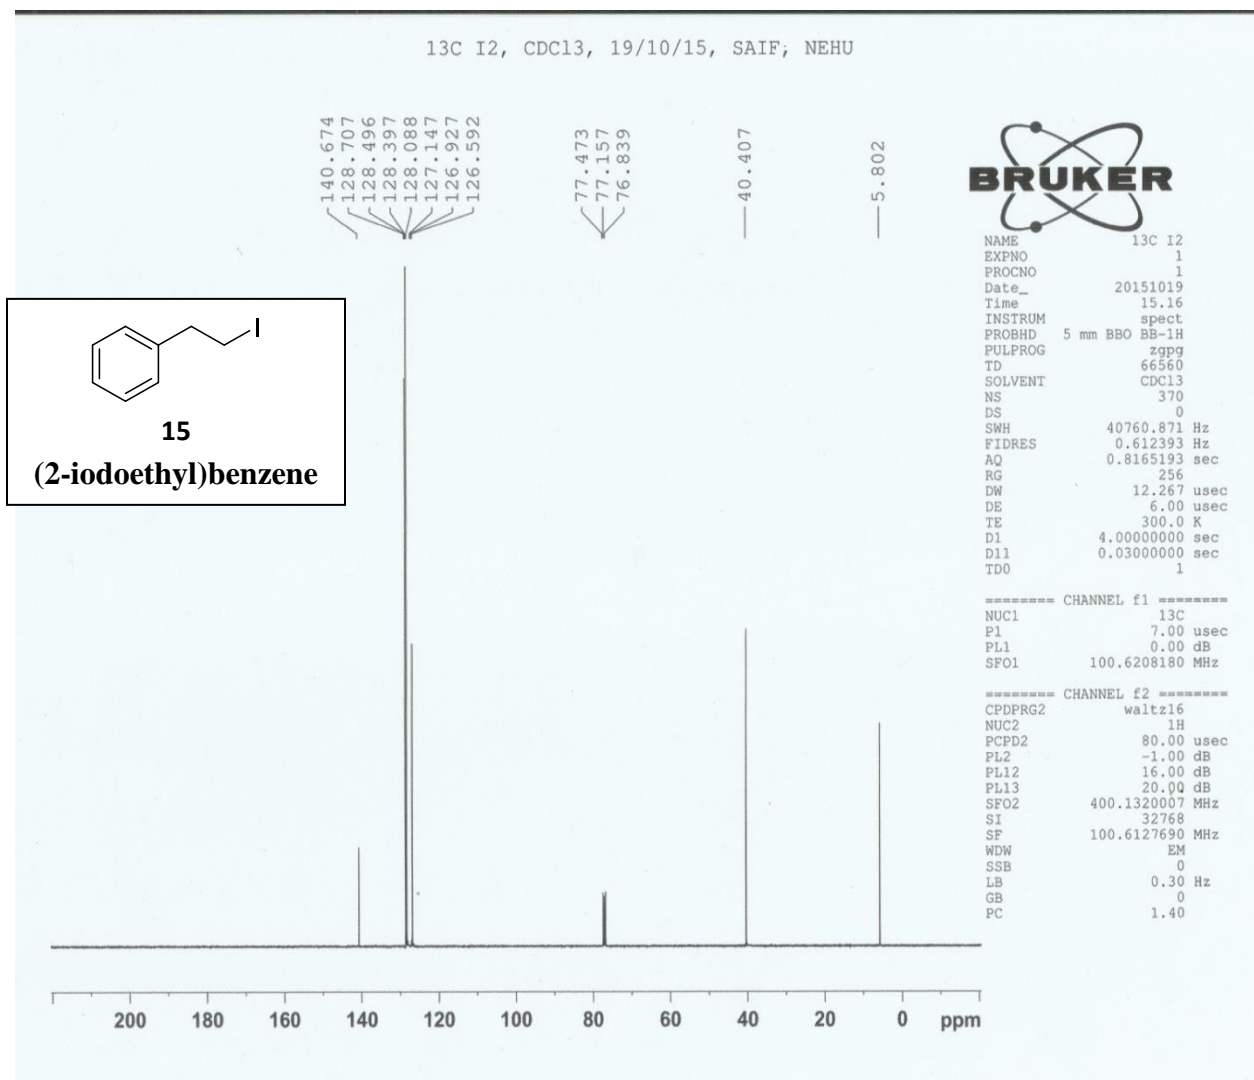 13C I2, CDCl3, 19/10/15, SAIF; NEHU
140.674
128.707
128.496
128.397
128.088
127.147
126.927
126.592
77.473
77.157
76.839
40.407
5.802
BRUKER
I
15
(2-iodoethyl)benzene
NAME 13C I2
EXPNO 1
PROCNO 1
Date_ 20151019
Time 15.16
INSTRUM spect
PROBHD 5 mm BBO BB-1H
PULPROG zgpg
TD 66560
SOLVENT CDCl3
NS 370
DS 0
SWH 40760.871 Hz
FIDRES 0.612393 Hz
AQ 0.8165193 sec
RG 256
DW 12.267 usec
DE 6.00 usec
TE 300.0 K
D1 4.00000000 sec
D11 0.03000000 sec
TD0 1
======== CHANNEL f1 ========
NUC1 13C
P1 7.00 usec
PL1 0.00 dB
SFO1 100.6208180 MHz
======== CHANNEL f2 ========
CPDPRG2 waltz16
NUC2 1H
PCPD2 80.00 usec
PL2 -1.00 dB
PL12 16.00 dB
PL13 20.00 dB
SFO2 400.1320007 MHz
SI 32768
SF 100.6127690 MHz
WDW EM
SSB 0
LB 0.30 Hz
GB 0
PC 1.40
200 180 160 140 120 100 80 60 40 20 0 ppm